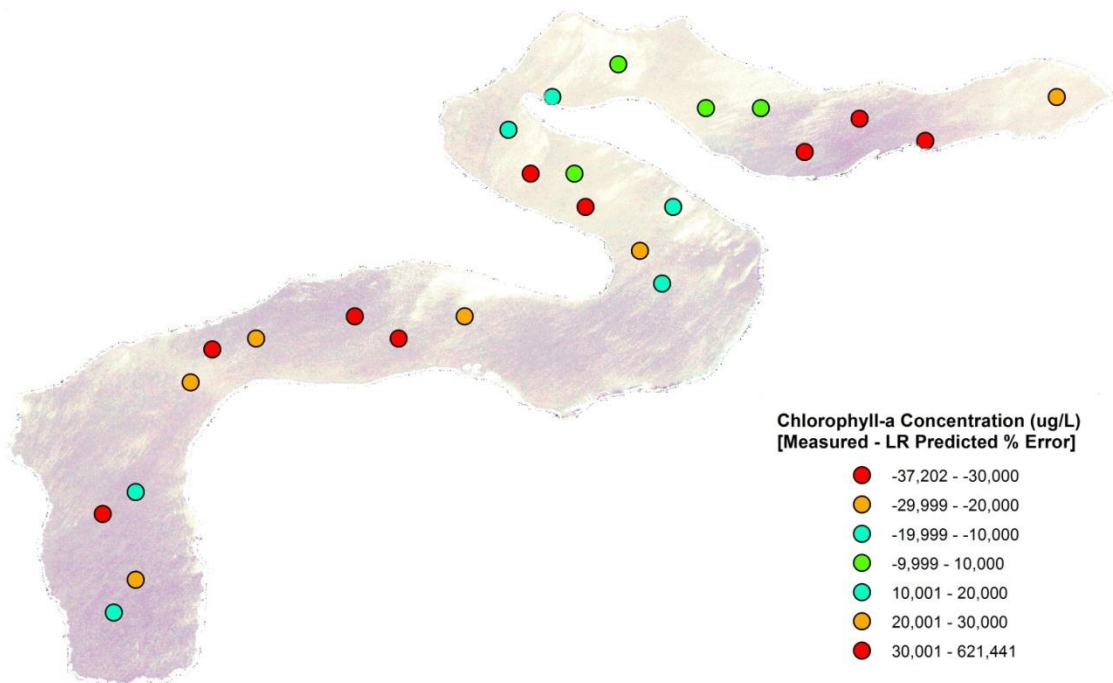 Chlorophyll-a Concentration (ug/L)
[Measured - LR Predicted % Error]
-37,202 - -30,000
-29,999 - -20,000
-19,999 - -10,000
-9,999 - 10,000
10,001 - 20,000
20,001 - 30,000
30,001 - 621,441